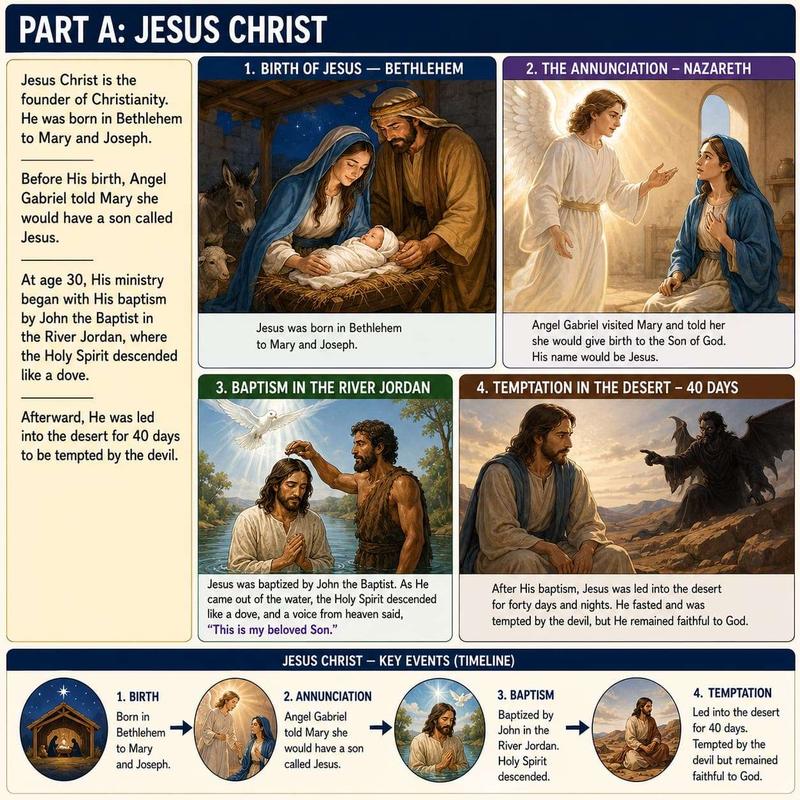 PART A: JESUS CHRIST
Jesus Christ is the
founder of Christianity.
He was born in Bethlehem
to Mary and Joseph.
Before His birth, Angel
Gabriel told Mary she
would have a son called
Jesus.
At age 30, His ministry
began with His baptism
by John the Baptist in
the River Jordan, where
the Holy Spirit descended
like a dove.
Afterward, He was led
into the desert for 40 days
to be tempted by the devil.
1. BIRTH OF JESUS — BETHLEHEM
Jesus was born in Bethlehem
to Mary and Joseph.
2. THE ANNUNCIATION – NAZARETH
Angel Gabriel visited Mary and told her
she would give birth to the Son of God.
His name would be Jesus.
3. BAPTISM IN THE RIVER JORDAN
Jesus was baptized by John the Baptist. As He
came out of the water, the Holy Spirit descended
like a dove, and a voice from heaven said,
“This is my beloved Son.”
4. TEMPTATION IN THE DESERT – 40 DAYS
After His baptism, Jesus was led into the desert
for forty days and nights. He fasted and was
tempted by the devil, but He remained faithful to God.
JESUS CHRIST — KEY EVENTS (TIMELINE)
1. BIRTH
Born in
Bethlehem
to Mary
and Joseph.
2. ANNUNCIATION
Angel Gabriel
told Mary she
would have a son
called Jesus.
3. BAPTISM
Baptized by
John in the
River Jordan.
Holy Spirit
descended.
4. TEMPTATION
Led into the desert
for 40 days.
Tempted by the
devil but remained
faithful to God.